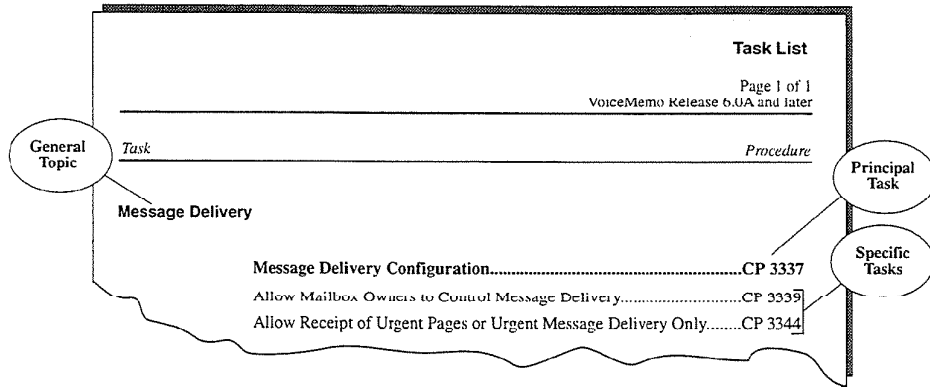 Task List
Page 1 of 1
VoiceMemo Release 6.0A and later
General
Topic
Task Procedure
Principal
Task
Message Delivery
Specific
Tasks
Message Delivery Configuration..........................................................CP 3337
Allow Mailbox Owners to Control Message Delivery............................CP 3339
Allow Receipt of Urgent Pages or Urgent Message Delivery Only........CP 3344